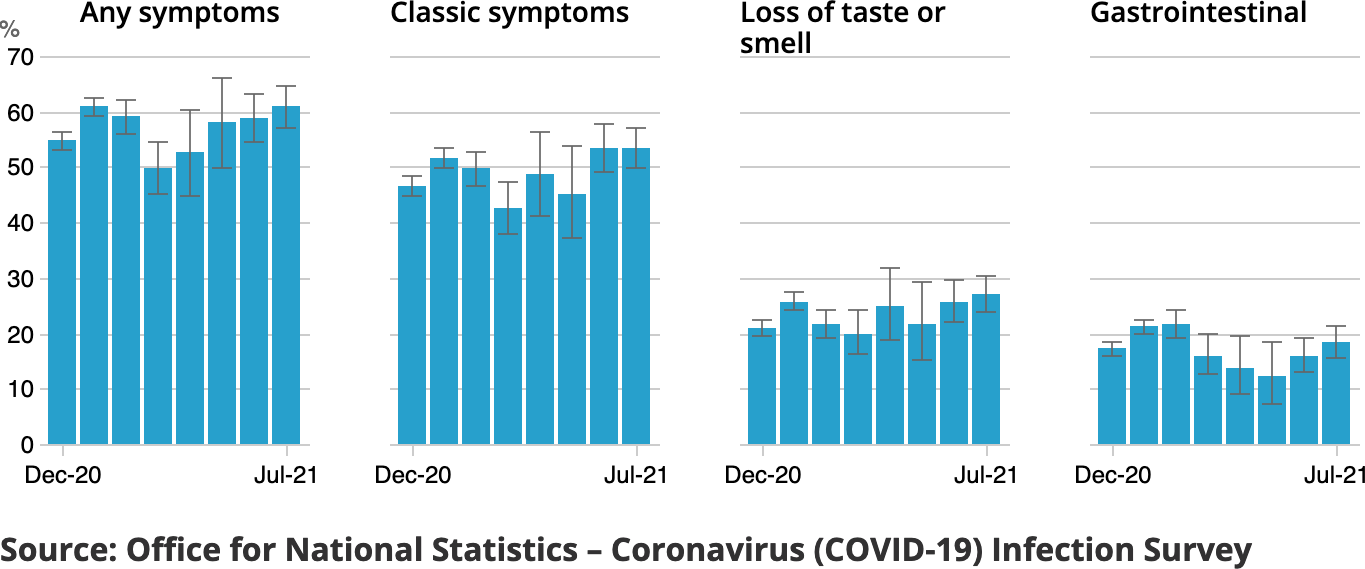 Any symptoms
Classic symptoms
Loss of taste or
smell
Gastrointestinal
%
70
60
50
40
30
20
10
0
Dec-20
Jul-21
Dec-20
Jul-21
Dec-20
Jul-21
Dec-20
Jul-21
Source: Office for National Statistics – Coronavirus (COVID-19) Infection Survey